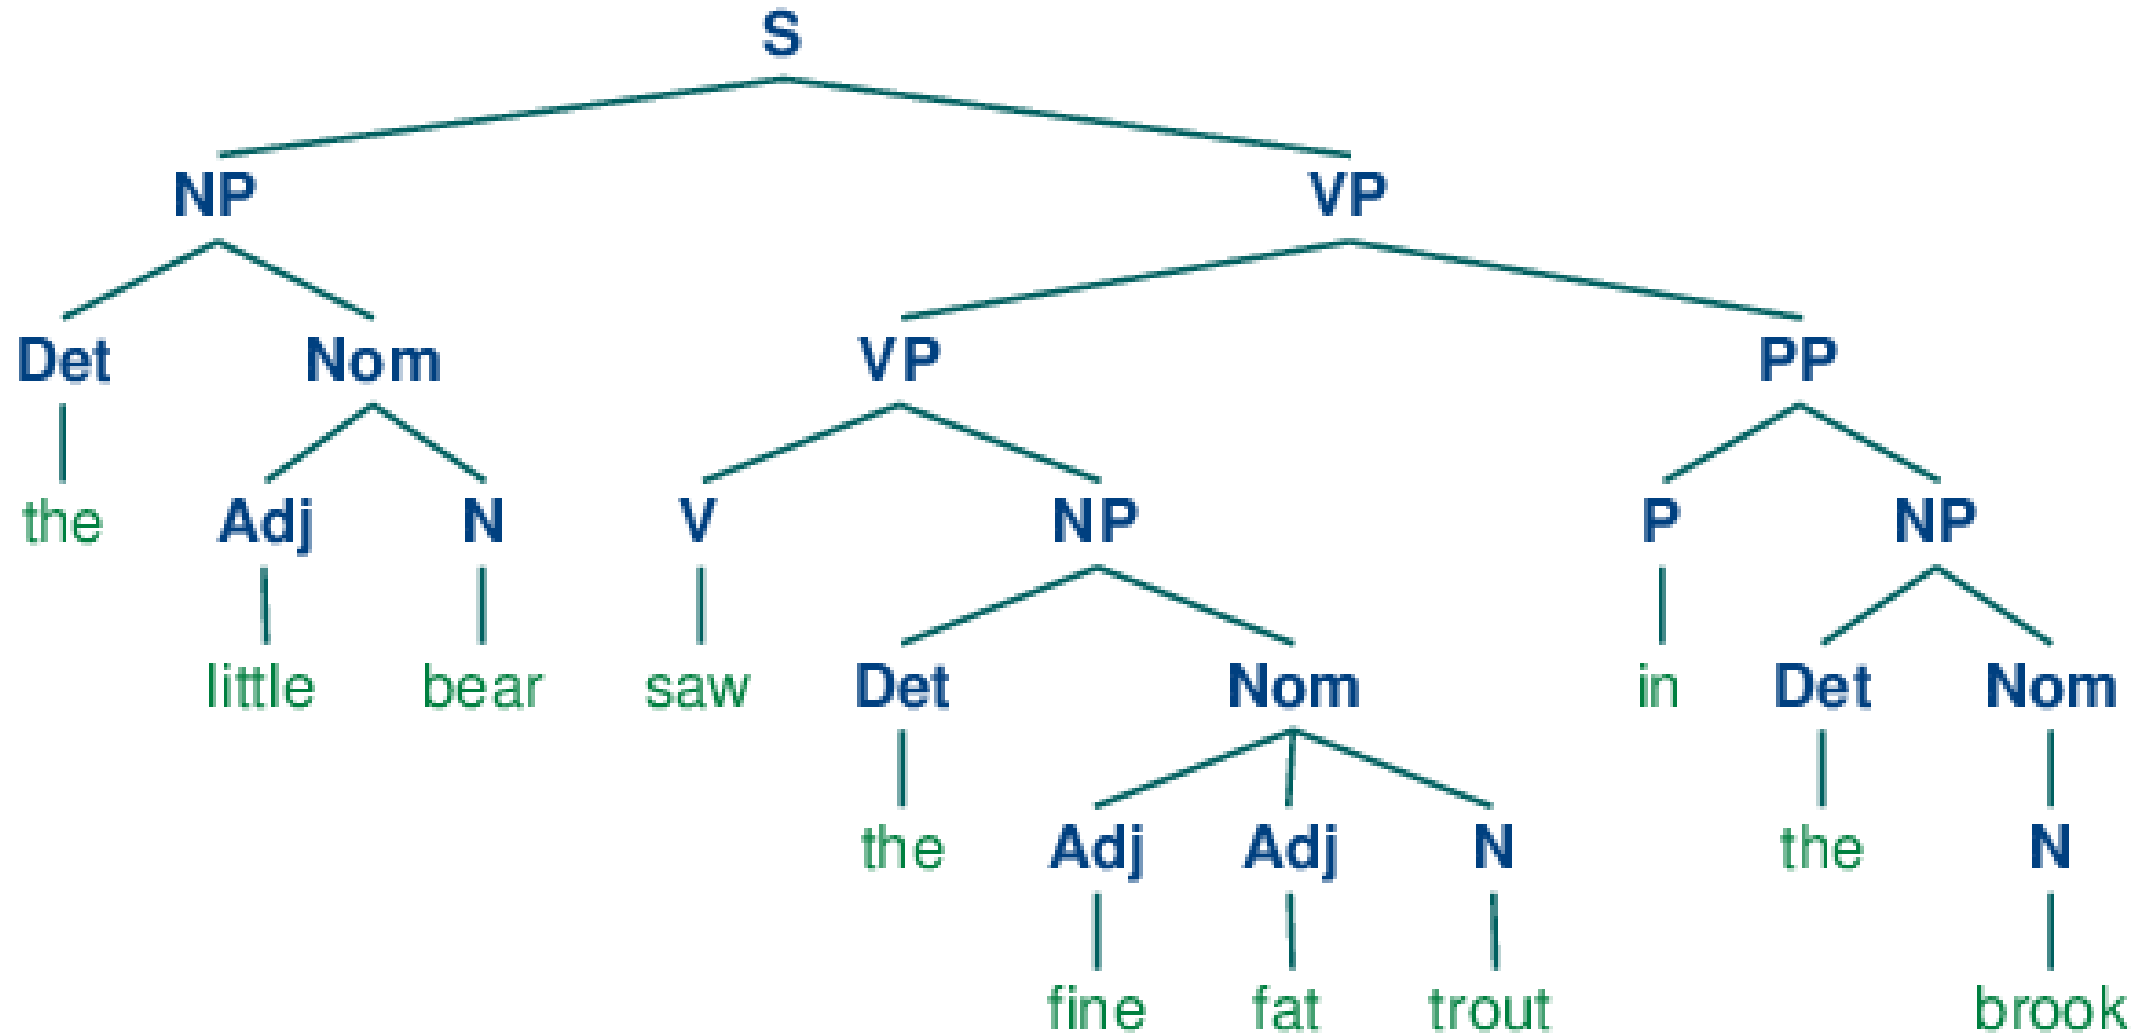 S
NP VP
Det Nom VP PP
the Adj N V NP P NP
little bear saw Det Nom in Det Nom
the Adj Adj N the N
fine fat trout brook